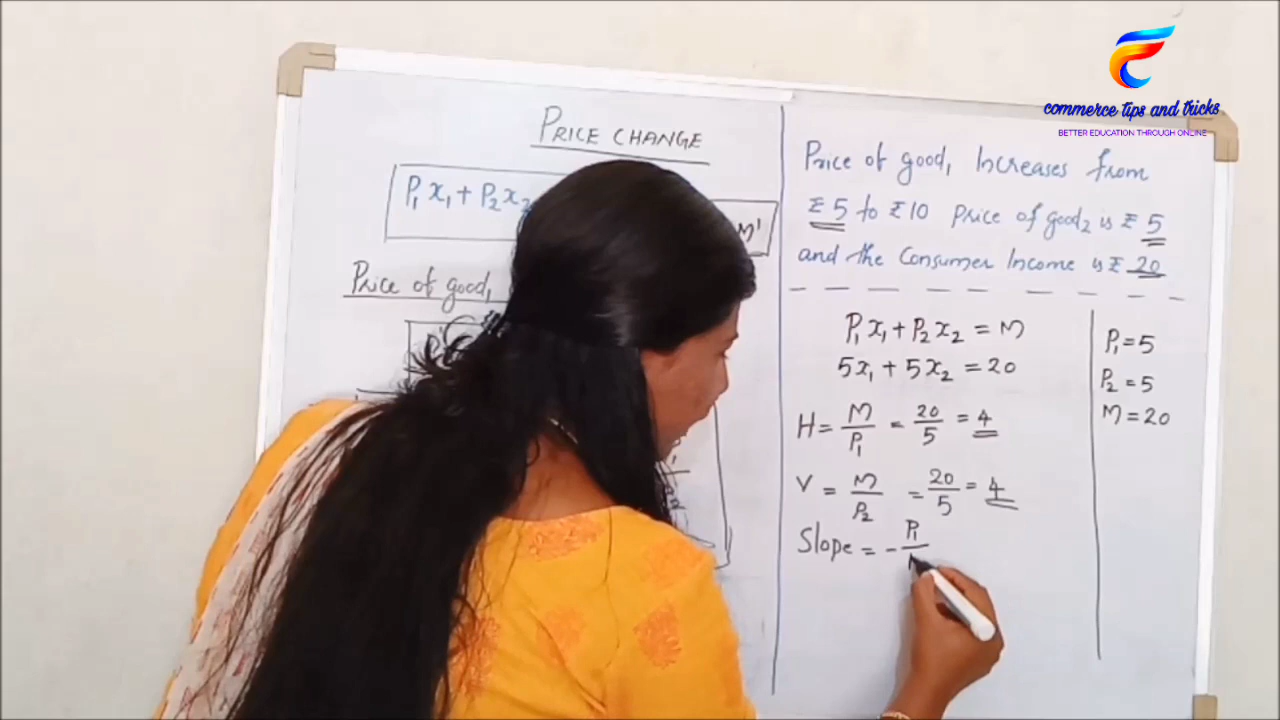 commerce tips and tricks
BETTER EDUCATION THROUGH ONLINE
PRICE CHANGE
P₁x₁ + P₂x₂
M'
Price of good₁
Price of good₁ Increases from
₹ 5 to ₹ 10 Price of good₂ is ₹ 5
and the Consumer Income is ₹ 20
P₁x₁ + P₂x₂ = M
5x₁ + 5x₂ = 20
H = M/P₁ = 20/5 = 4
V = M/P₂ = 20/5 = 4
Slope = - P₁/
P₁ = 5
P₂ = 5
M = 20